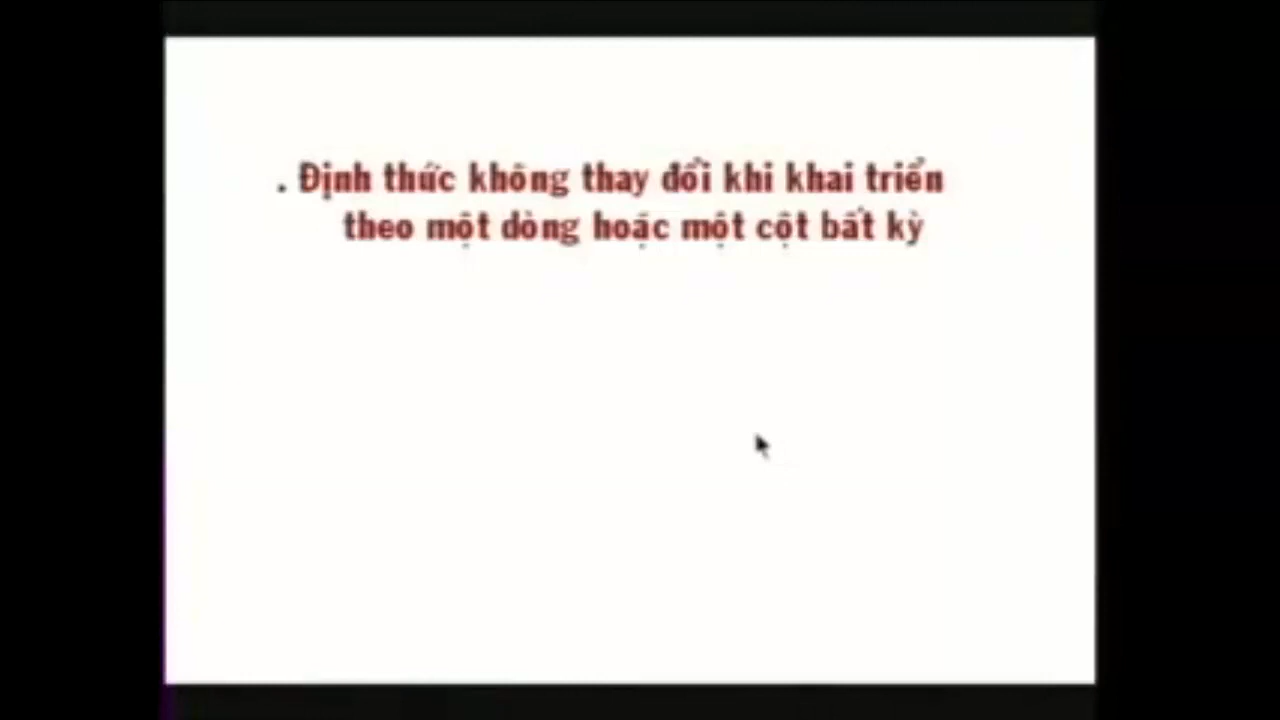 . Định thức không thay đổi khi khai triển
theo một dòng hoặc một cột bất kỳ